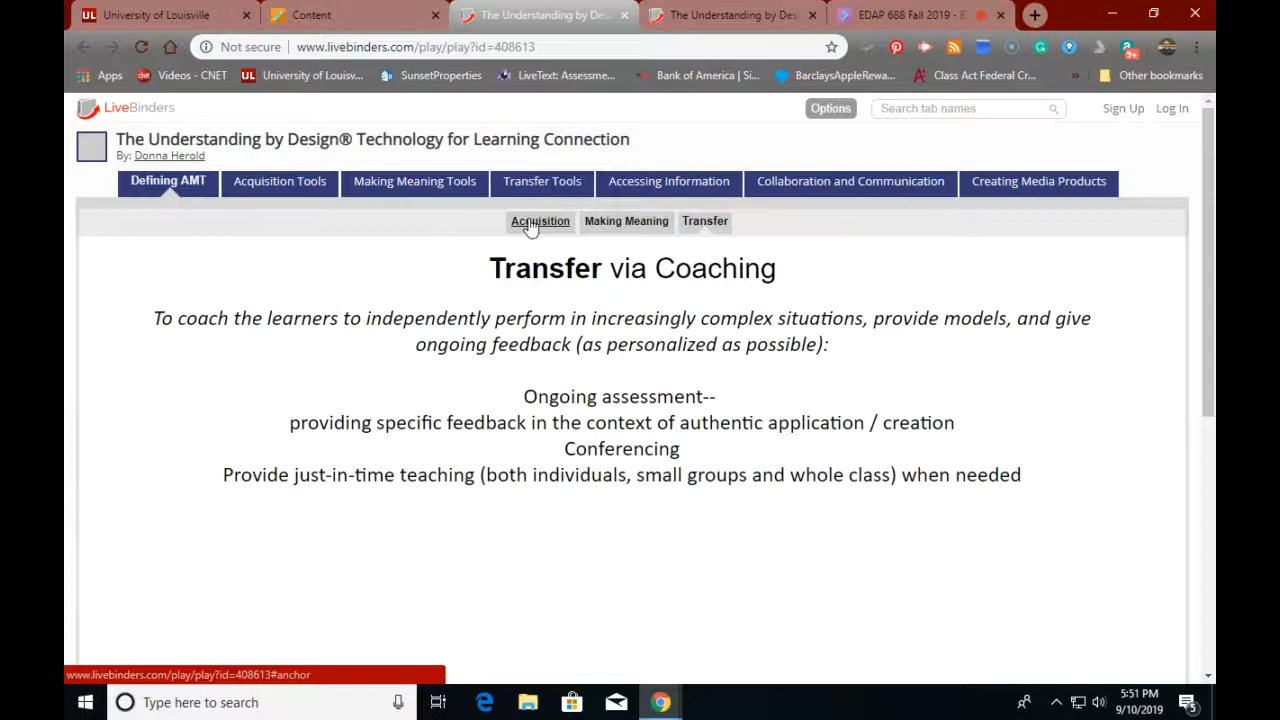 University of Louisville
Content
The Understanding by Des
The Understanding by Des
EDAP 688 Fall 2019 - B
Not secure
www.livebinders.com/play/play?id=408613
9+
Apps
Videos - CNET
University of Louisv...
SunsetProperties
LiveText: Assessme...
Bank of America | Si...
BarclaysAppleRewa...
Class Act Federal Cr...
»
Other bookmarks
LiveBinders
Options
Search tab names
Sign Up
Log In
The Understanding by Design® Technology for Learning Connection
By: Donna Herold
Defining AMT
Acquisition Tools
Making Meaning Tools
Transfer Tools
Accessing Information
Collaboration and Communication
Creating Media Products
Acquisition
Making Meaning
Transfer
Transfer via Coaching
To coach the learners to independently perform in increasingly complex situations, provide models, and give
ongoing feedback (as personalized as possible):
Ongoing assessment--
providing specific feedback in the context of authentic application / creation
Conferencing
Provide just-in-time teaching (both individuals, small groups and whole class) when needed
www.livebinders.com/play/play?id=408613#anchor
Type here to search
5:51 PM
9/10/2019
5